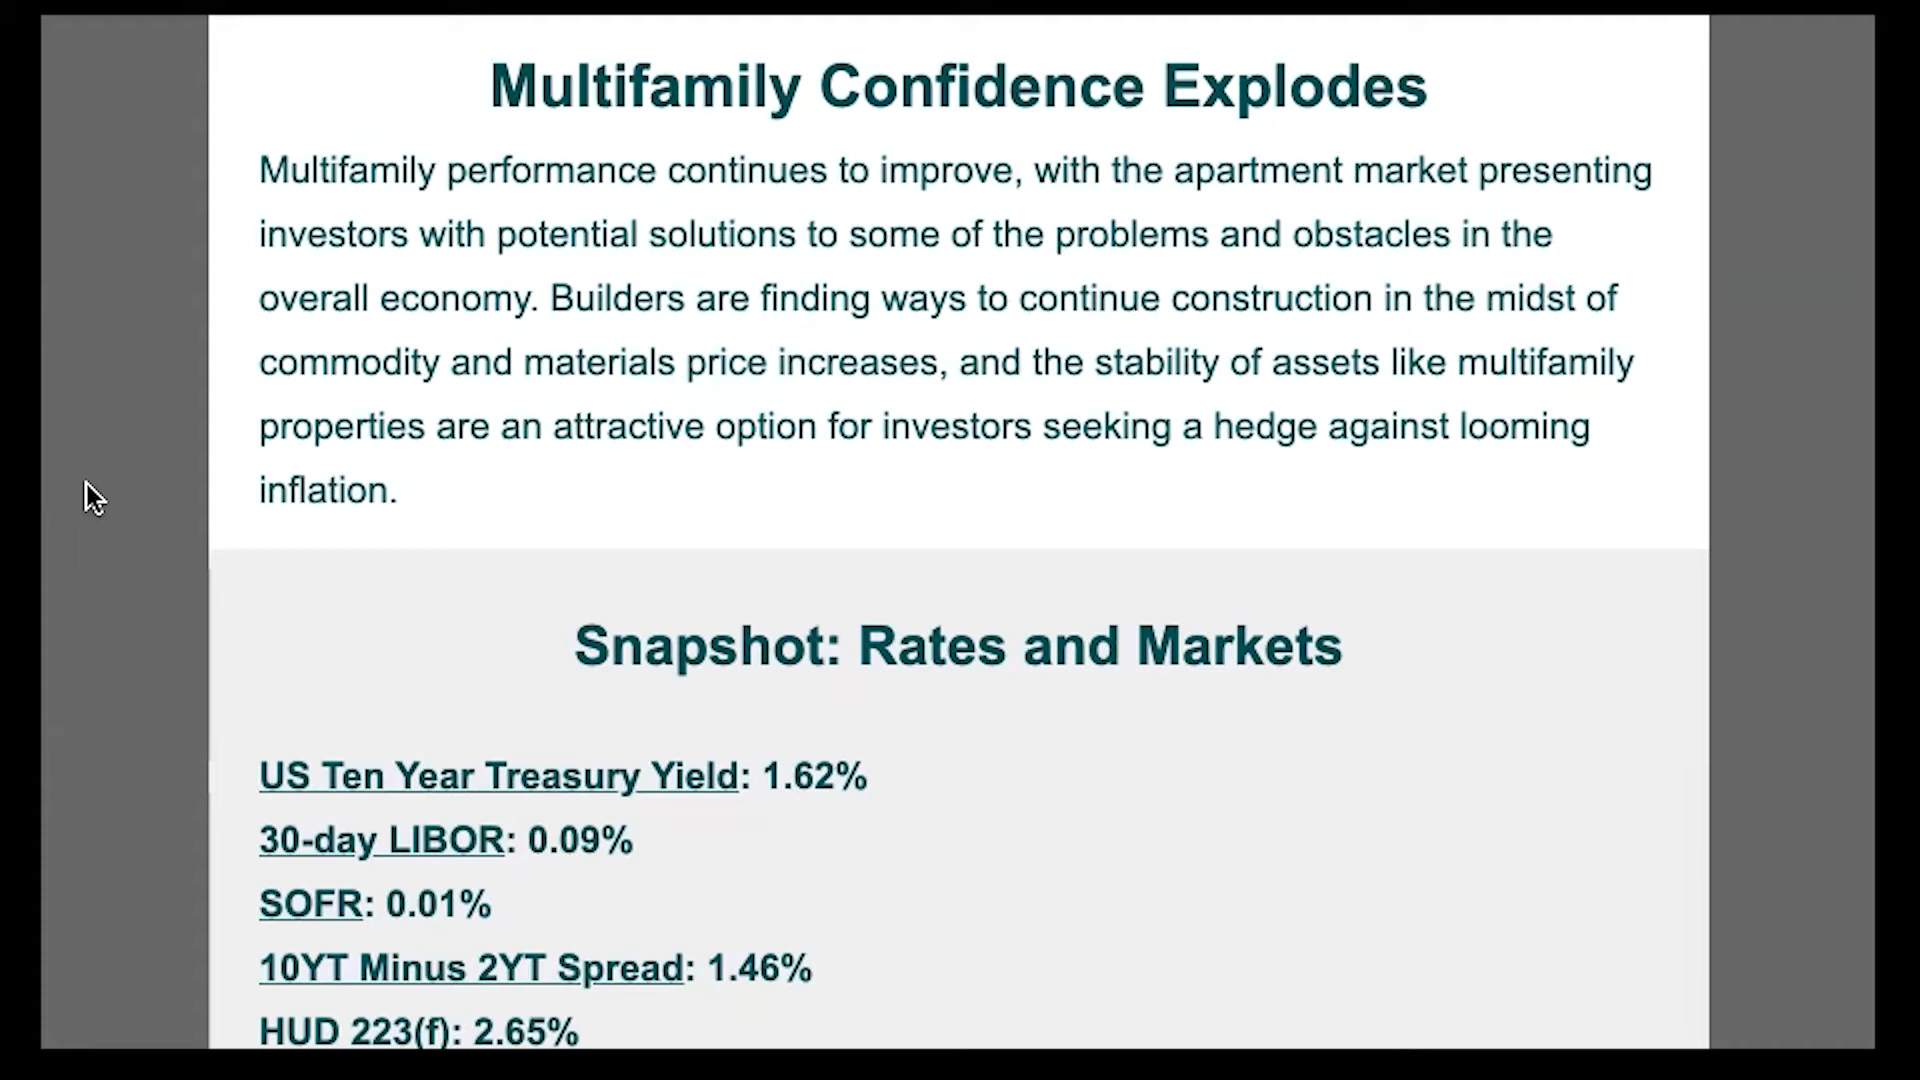 Multifamily Confidence Explodes
Multifamily performance continues to improve, with the apartment market presenting
investors with potential solutions to some of the problems and obstacles in the
overall economy. Builders are finding ways to continue construction in the midst of
commodity and materials price increases, and the stability of assets like multifamily
properties are an attractive option for investors seeking a hedge against looming
inflation.
Snapshot: Rates and Markets
US Ten Year Treasury Yield: 1.62%
30-day LIBOR: 0.09%
SOFR: 0.01%
10YT Minus 2YT Spread: 1.46%
HUD 223(f): 2.65%